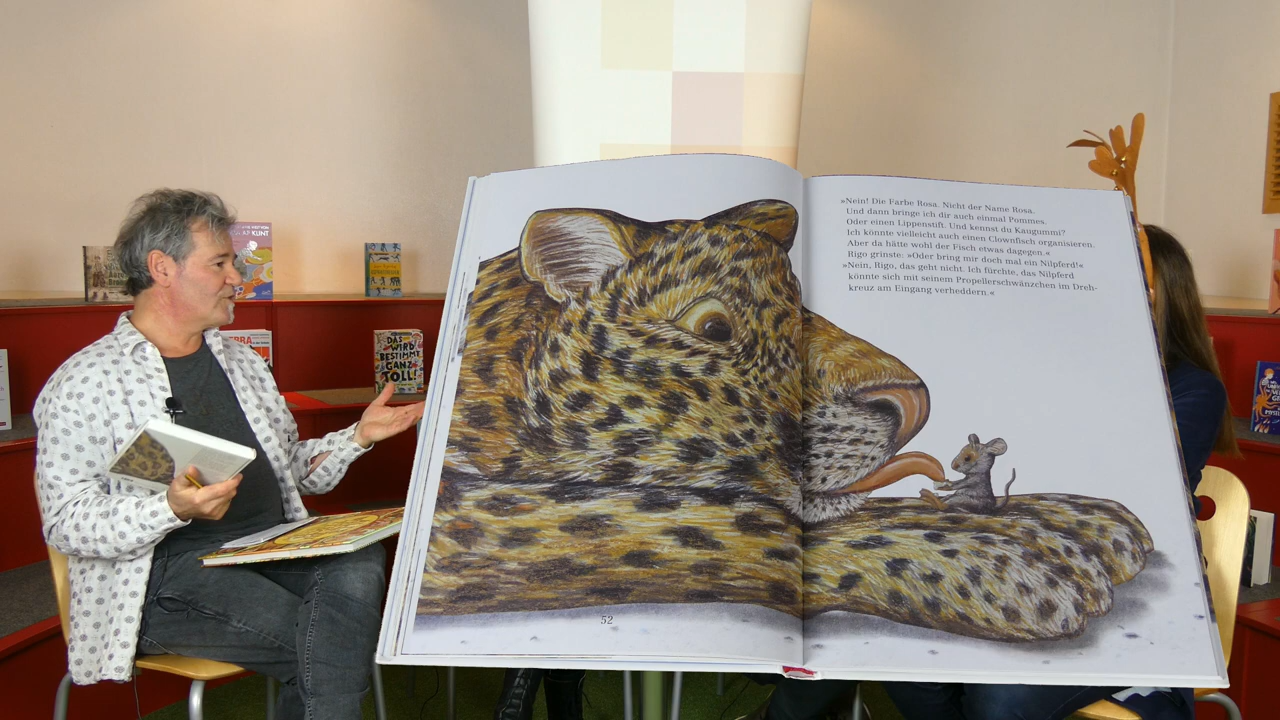 »Nein! Die Farbe Rosa. Nicht der Name Rosa.
Und dann bringe ich dir auch einmal Pommes.
Oder einen Lippenstift. Und kennst du Kaugummi?
Ich könnte vielleicht auch einen Clownfisch organisieren.
Aber da hätte wohl der Fisch etwas dagegen.«
Rigo grinste: »Oder bring mir doch mal ein Nilpferd!«
»Nein, Rigo, das geht nicht. Ich fürchte, das Nilpferd
könnte sich mit seinem Propellerschwänzchen im Dreh-
kreuz am Eingang verheddern.«
52
KLINT
DAS
WIRD
BESTIMMT
GANZ
TOLL!